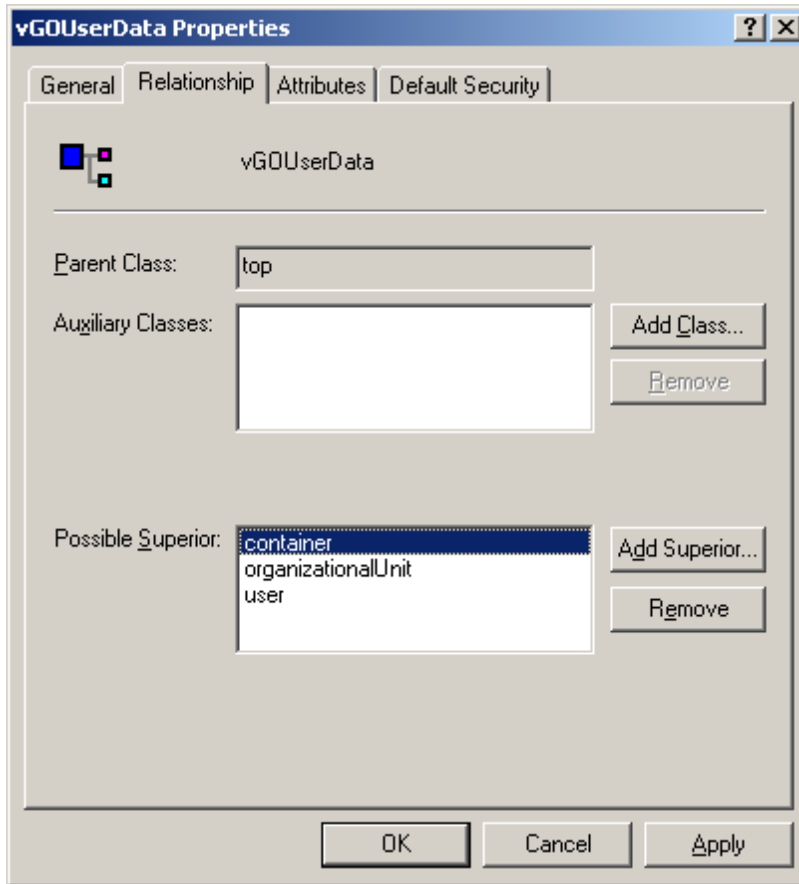 vGOUserData Properties
? X
General Relationship Attributes Default Security
vGOUserData
Parent Class: top
Auxiliary Classes: Add Class...
Remove
Possible Superior: container Add Superior...
organizationalUnit
user Remove
OK Cancel Apply